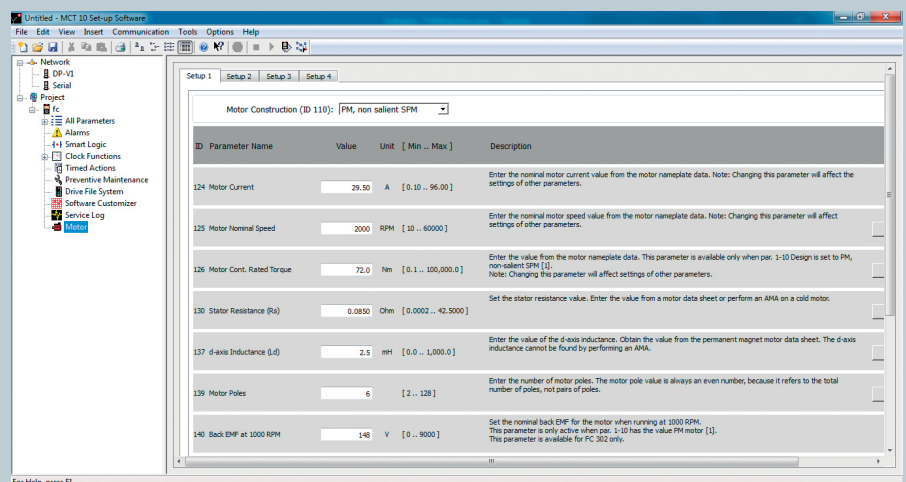 Untitled - MCT 10 Set-up Software
File Edit View Insert Communication Tools Options Help
Network
DP-V1
Serial
Project
fc
All Parameters
Alarms
Smart Logic
Clock Functions
Timed Actions
Preventive Maintenance
Drive File System
Software Customizer
Service Log
Motor
Setup 1 Setup 2 Setup 3 Setup 4
Motor Construction (ID 110): PM, non salient SPM
ID Parameter Name Value Unit [ Min .. Max ] Description
124 Motor Current 29.50 A [ 0.10 .. 96.00 ]
Enter the nominal motor current value from the motor nameplate data. Note: Changing this parameter will affect the
settings of other parameters.
125 Motor Nominal Speed 2000 RPM [ 10 .. 60000 ]
Enter the nominal motor speed value from the motor nameplate data. Note: Changing this parameter will affect
settings of other parameters.
126 Motor Cont. Rated Torque 72.0 Nm [ 0.1 .. 100,000.0 ]
Enter the value from the motor nameplate data. This parameter is available only when par. 1-10 Design is set to PM,
non-salient SPM [1].
Note: Changing this parameter will affect settings of other parameters.
130 Stator Resistance (Rs) 0.0850 Ohm [ 0.0002 .. 42.5000 ]
Set the stator resistance value. Enter the value from a motor data sheet or perform an AMA on a cold motor.
137 d-axis Inductance (Ld) 2.5 mH [ 0.0 .. 1,000.0 ]
Enter the value of the d-axis inductance. Obtain the value from the permanent magnet motor data sheet. The d-axis
inductance cannot be found by performing an AMA.
139 Motor Poles 6 [ 2 .. 128 ]
Enter the number of motor poles. The motor pole value is always an even number, because it refers to the total
number of poles, not pairs of poles.
140 Back EMF at 1000 RPM 148 V [ 0 .. 9000 ]
Set the nominal back EMF for the motor when running at 1000 RPM.
This parameter is only active when par. 1-10 has the value PM motor [1].
This parameter is available for FC 302 only.
For Help, press F1